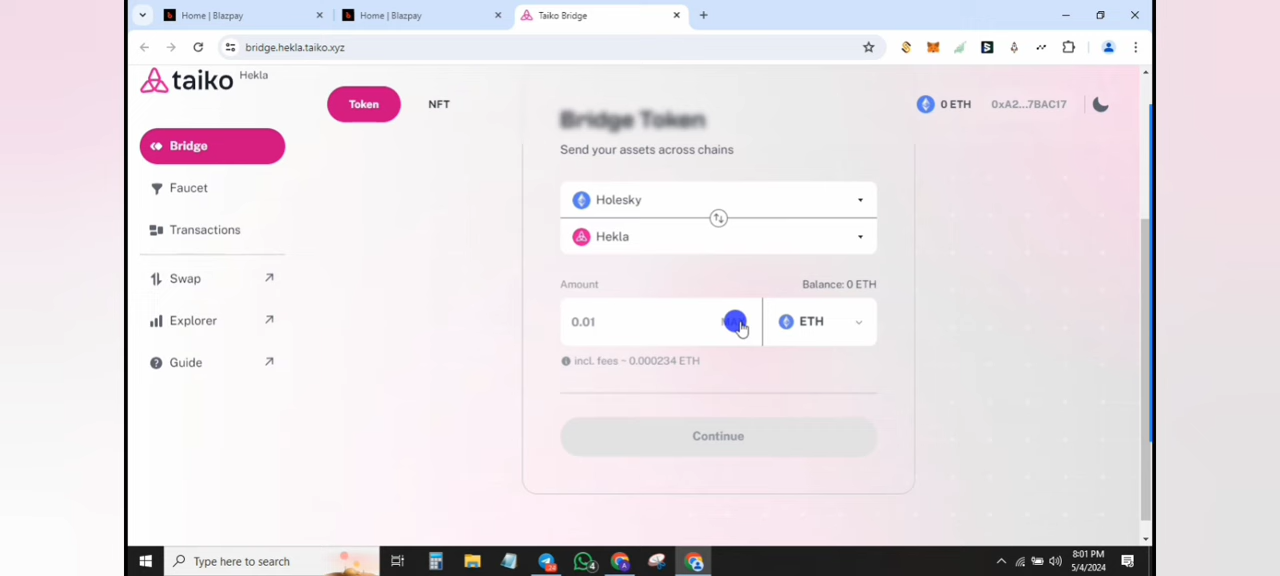 Home | Blazpay
Home | Blazpay
Taiko Bridge
bridge.hekla.taiko.xyz
taiko Hekla
Token
NFT
0 ETH
0xA2...7BAC17
Bridge
Faucet
Transactions
Swap
Explorer
Guide
Bridge Token
Send your assets across chains
Holesky
Hekla
Amount
Balance: 0 ETH
0.01
ETH
incl. fees ~ 0.000234 ETH
Continue
Type here to search
8:01 PM
5/4/2024